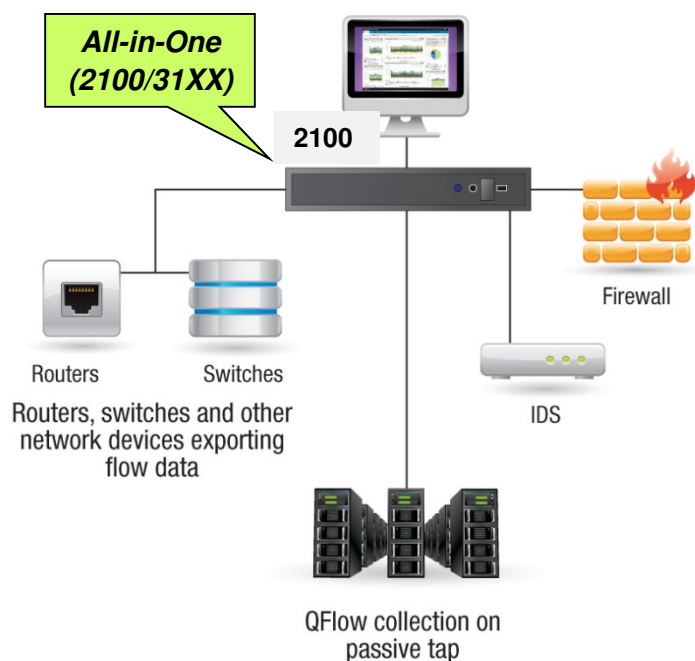 All-in-One
(2100/31XX)
2100
Firewall
Routers
Switches
Routers, switches and other
network devices exporting
flow data
IDS
QFlow collection on
passive tap